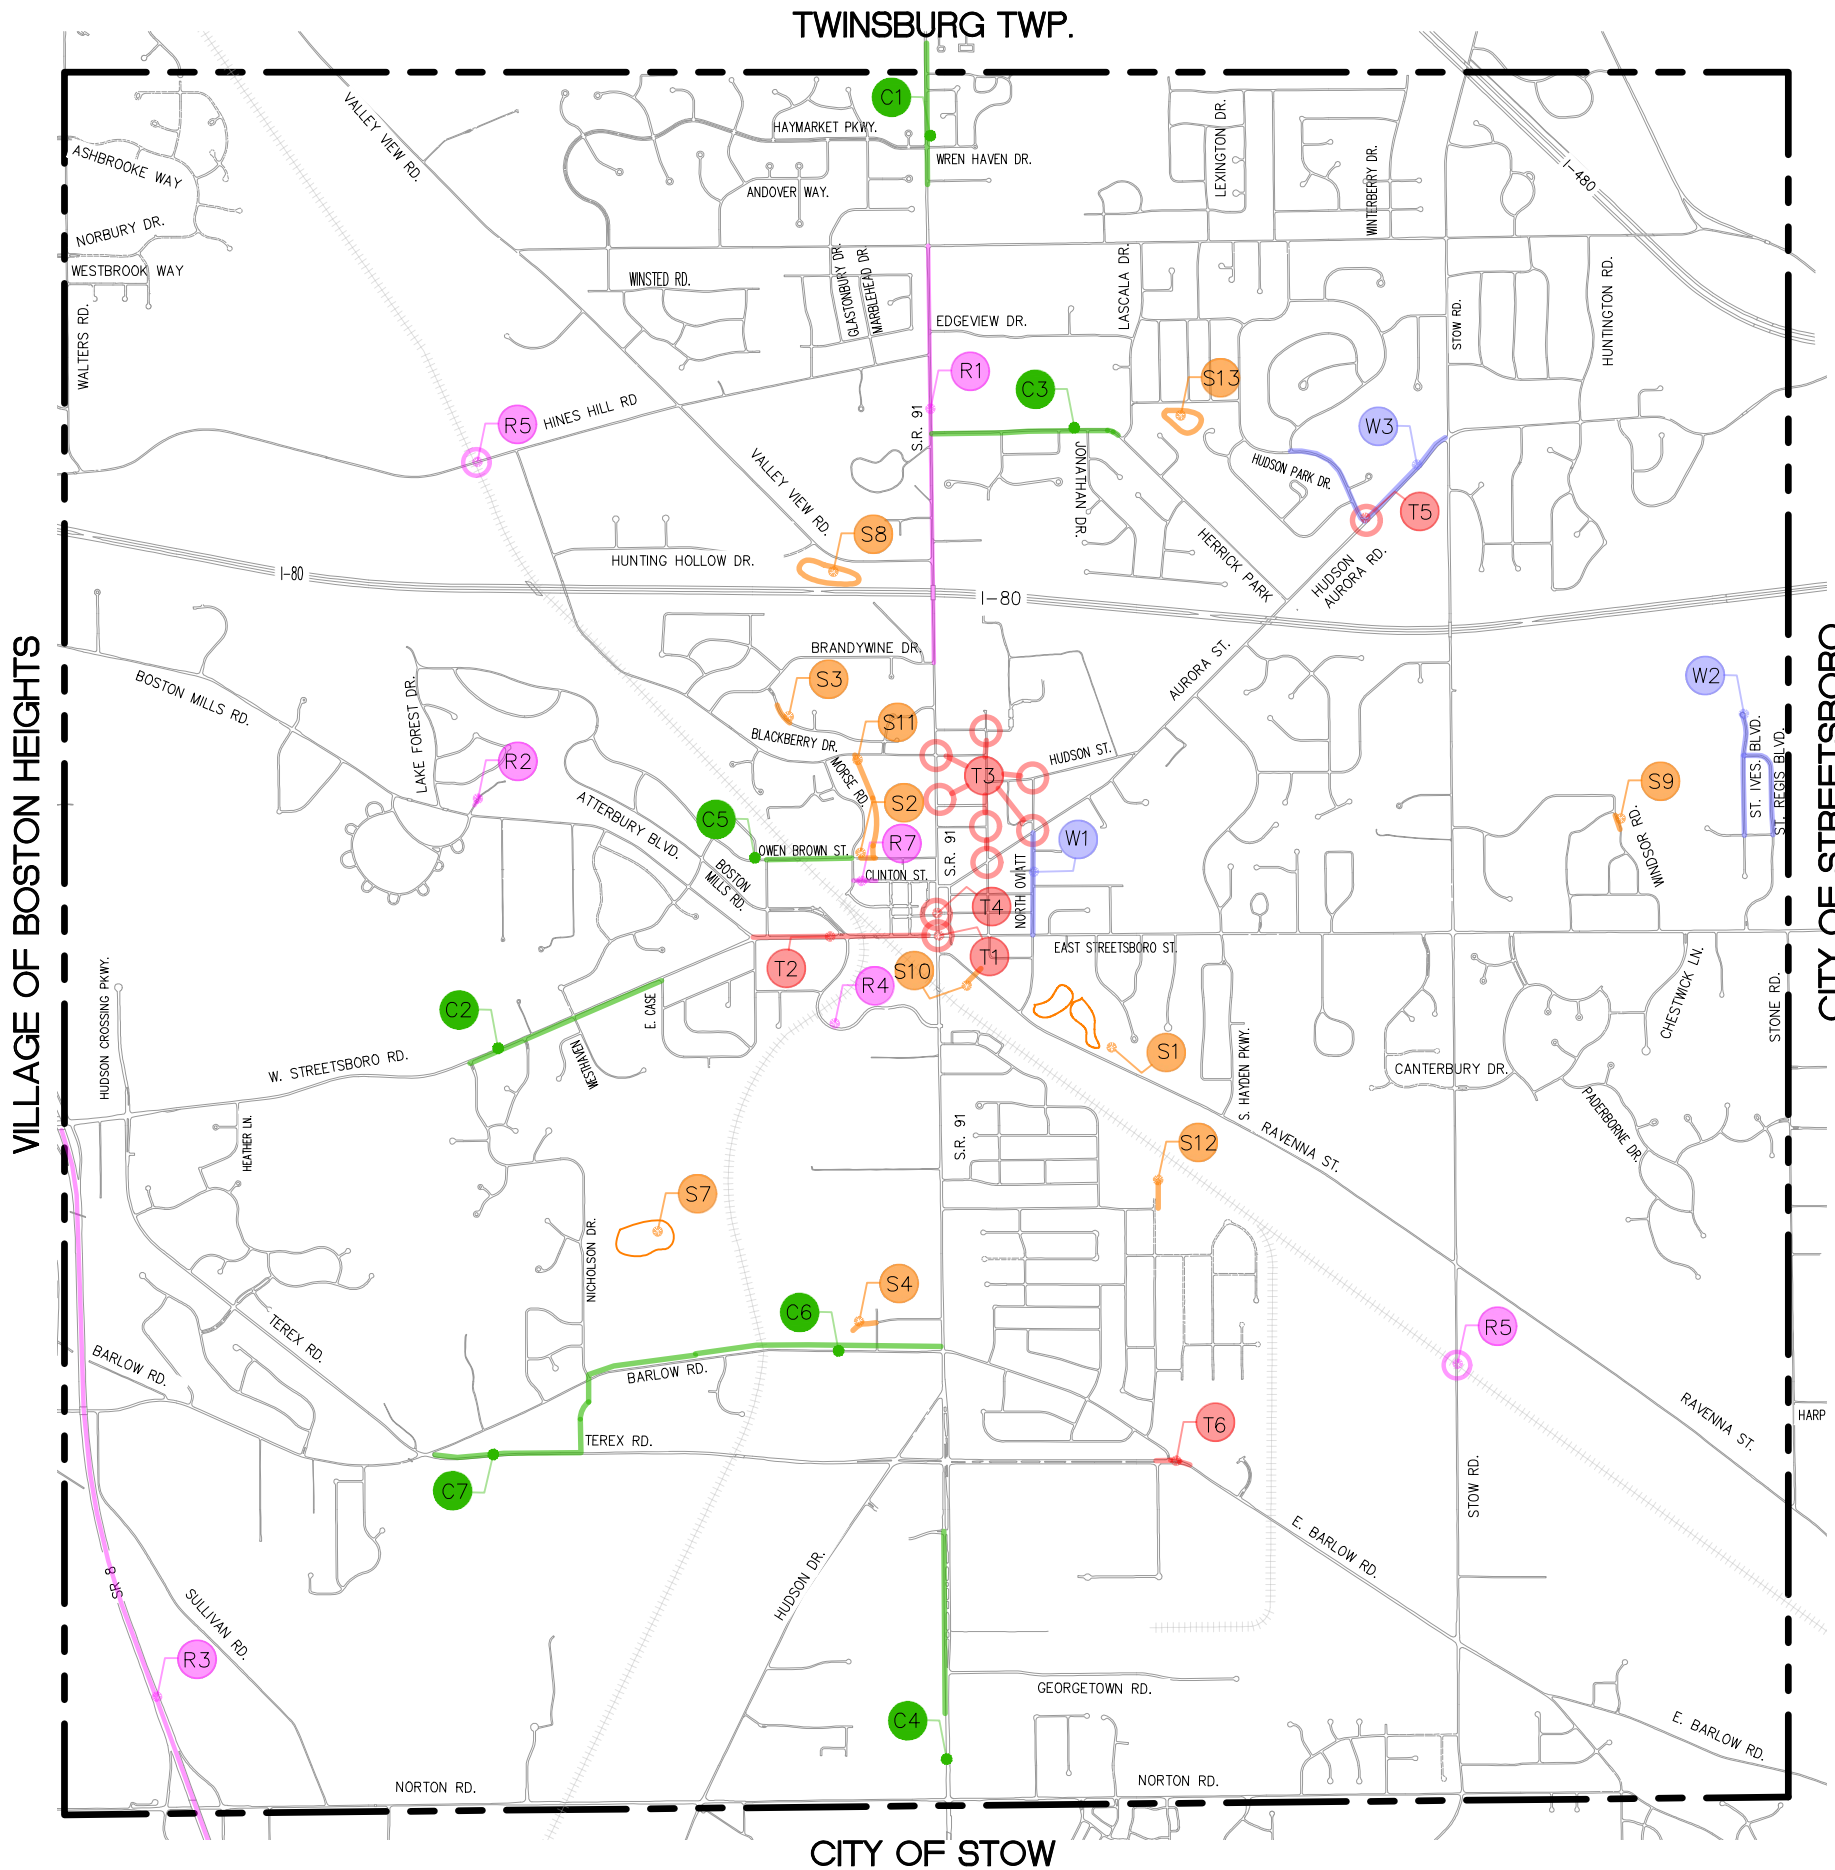 TWINSBURG TWP.
C1
VALLEY VIEW RD.
HAYMARKET PKWY.
WREN HAVEN DR.
LEXINGTON DR.
WINTERBERRY DR.
I-480
ASHBROOKE WAY
ANDOVER WAY.
NORBURY DR.
WESTBROOK WAY
WINSTED RD.
GLASTONBURY DR.
MARBLEHEAD DR.
LASCALA DR.
STOW RD.
HUNTINGTON RD.
WALTERS RD.
EDGEVIEW DR.
R1
C3
S13
R5
HINES HILL RD
S.R. 91
W3
JONATHAN DR.
HUDSON PARK DR.
VALLEY VIEW RD.
T5
S8
HUNTING HOLLOW DR.
HERRICK PARK
HUDSON
AURORA RD.
I-80
I-80
BRANDYWINE DR.
AURORA ST.
BOSTON MILLS RD.
LAKE FOREST DR.
S3
W2
S11
BLACKBERRY DR.
ST. IVES. BLVD.
ST. REGIS BLVD.
R2
MORSE RD.
T3
HUDSON ST.
S9
ATTERBURY BLVD.
C5
S2
R7
W1
WINDSOR RD.
OWEN BROWN ST.
S.R. 91
CLINTON ST.
BOSTON
MILLS RD.
NORTH OVIATT
T4
T2
T1
EAST STREETSBORO ST.
S10
R4
VILLAGE OF BOSTON HEIGHTS
CITY OF STREETSBORO
HUDSON CROSSING PKWY.
CHESTWICK LN.
STONE RD.
C2
E. CASE
S1
W. STREETSBORO RD.
WESTHAVEN
S. HAYDEN PKWY.
CANTERBURY DR.
PADERBORNE DR.
HEATHER LN.
S.R. 91
RAVENNA ST.
S12
S7
NICHOLSON DR.
S4
C6
R5
TEREX RD.
BARLOW RD.
BARLOW RD.
RAVENNA ST.
HARP
T6
TEREX RD.
C7
STOW RD.
E. BARLOW RD.
SR 8
HUDSON DR.
SULLIVAN RD.
R3
GEORGETOWN RD.
C4
E. BARLOW RD.
NORTON RD.
NORTON RD.
CITY OF STOW